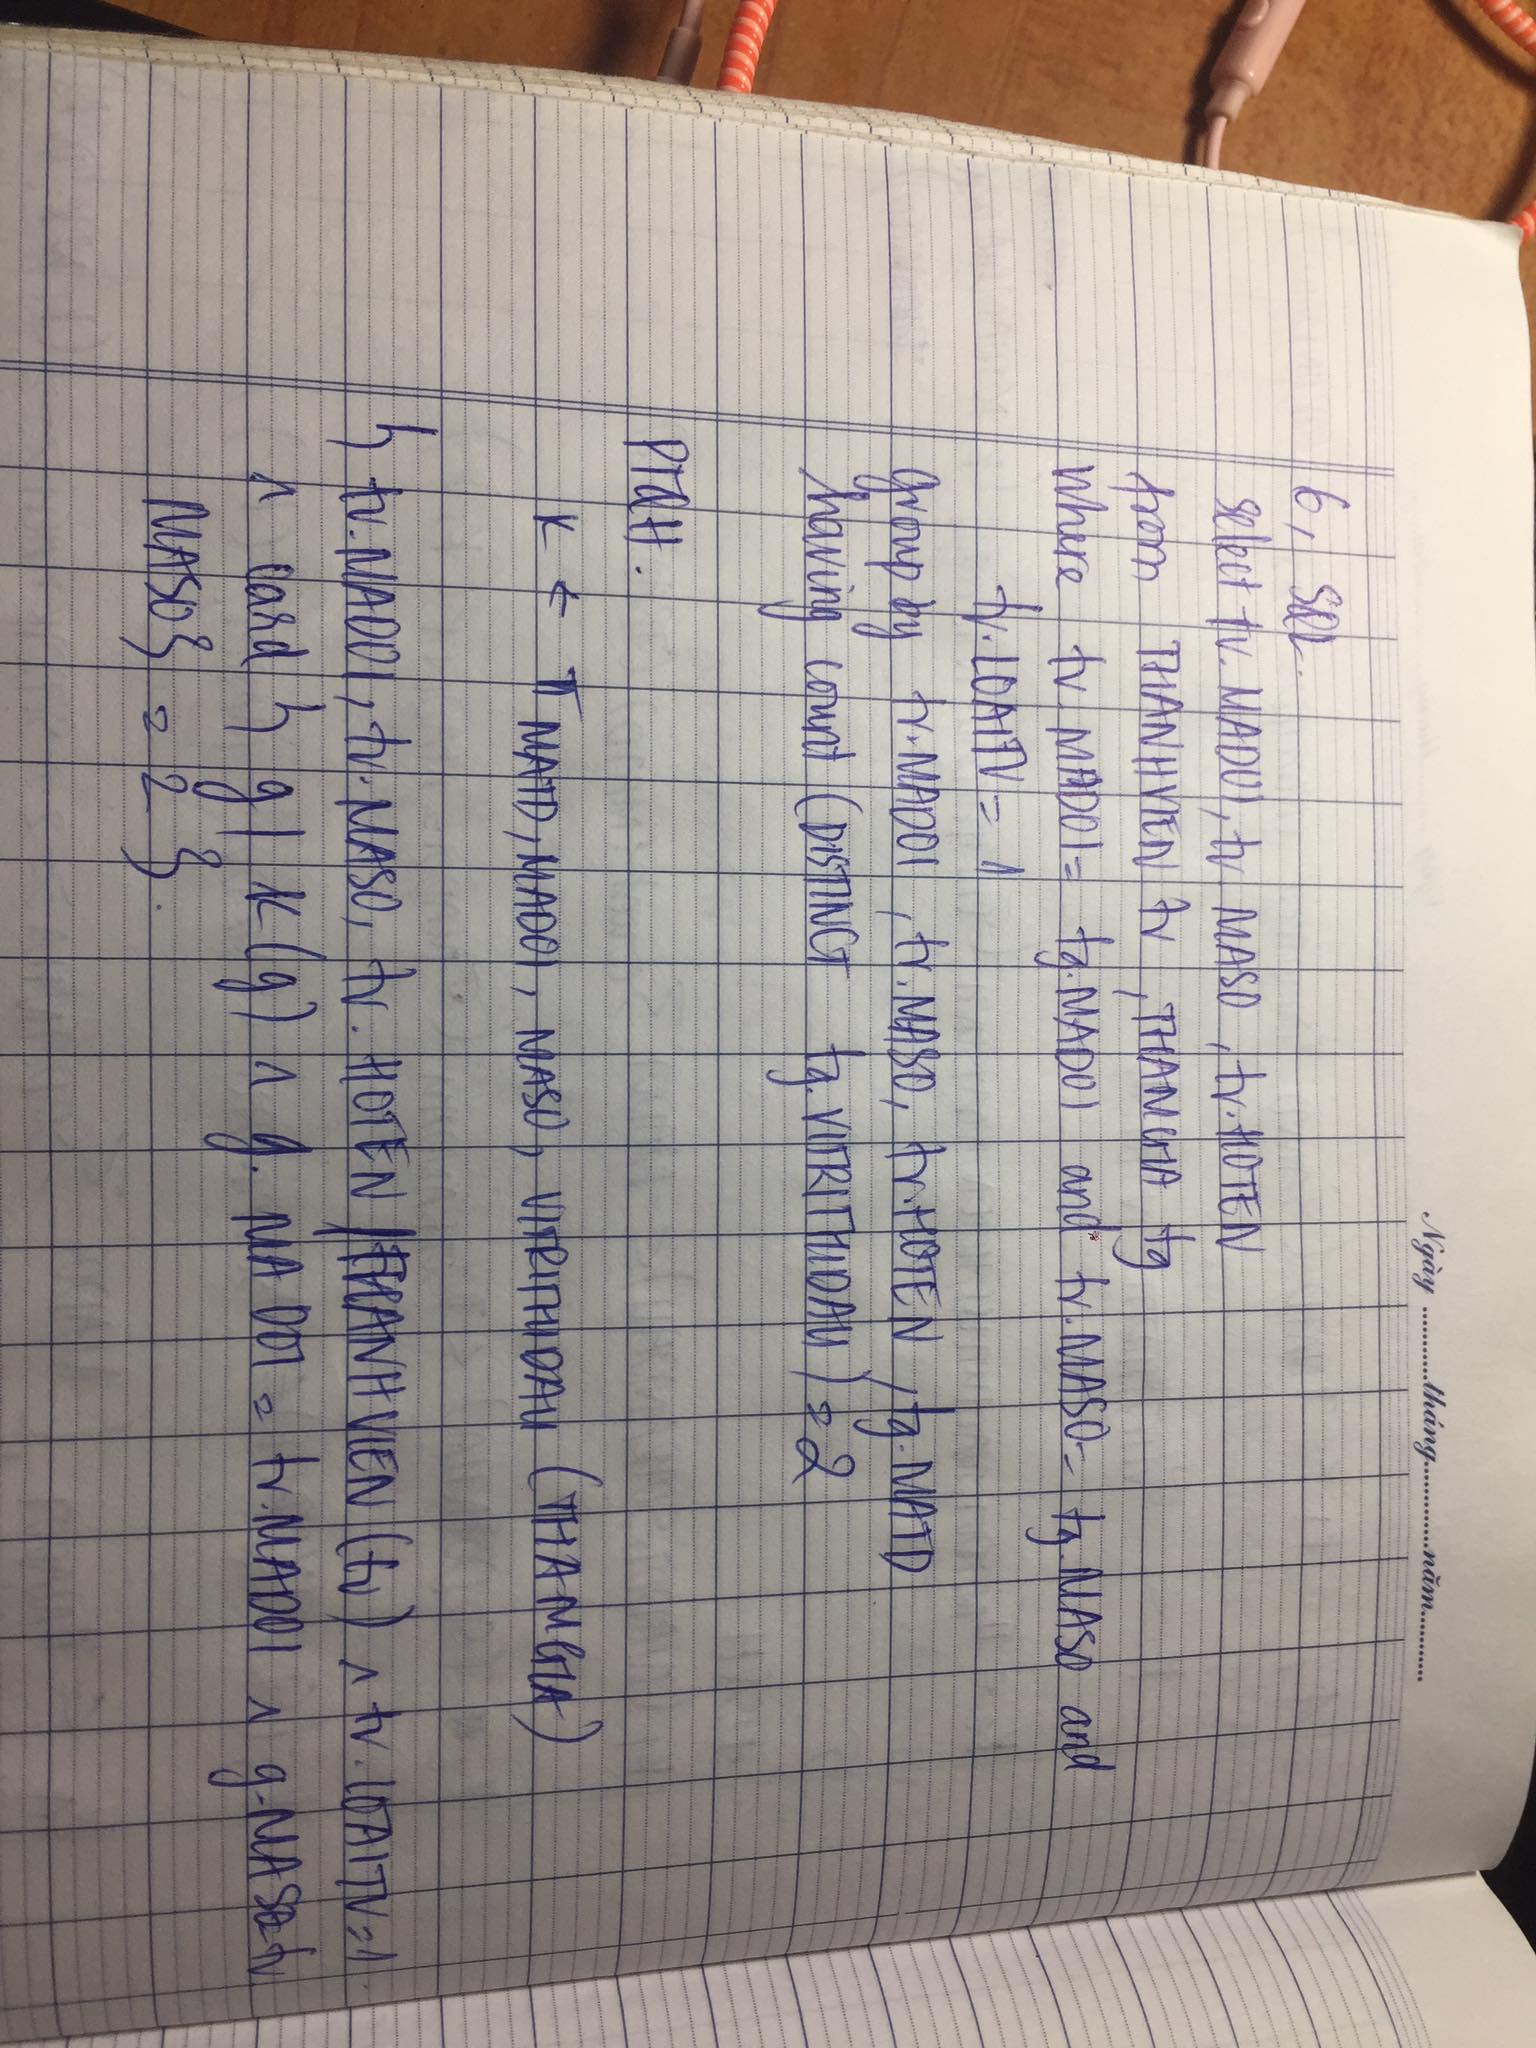 Ngày ............tháng............năm............
6, SQL.
select tv.MADOI, tv MASO, tv.HOTEN
from THANHVIEN tv, THAMGIA tg
Where tv.MADOI = tg.MADOI and tv.MASO = tg.MASO and
tv.LOAITV = 1
group by tv.MADOI, tv.MASO, tv.HOTEN, tg.MATD
having count (DISTINCT tg.VITRITHIDAU) = 2
PTQH.
K ← π MATD, MADOI, MASO, VITRITHIDAU (THAMGIA)
{ tv.MADOI, tv.MASO, tv.HOTEN / THANHVIEN (tv) ∧ tv.LOAITV = 1
∧ card { g | K(g) ∧ g.MADOI = tv.MADOI ∧ g.MASO = tv
MASO } = 2 }.